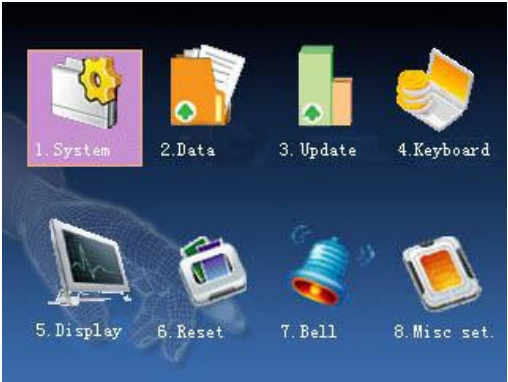 1.System
2.Data
3.Update
4.Keyboard
5.Display
6.Reset
7.Bell
8.Misc set.